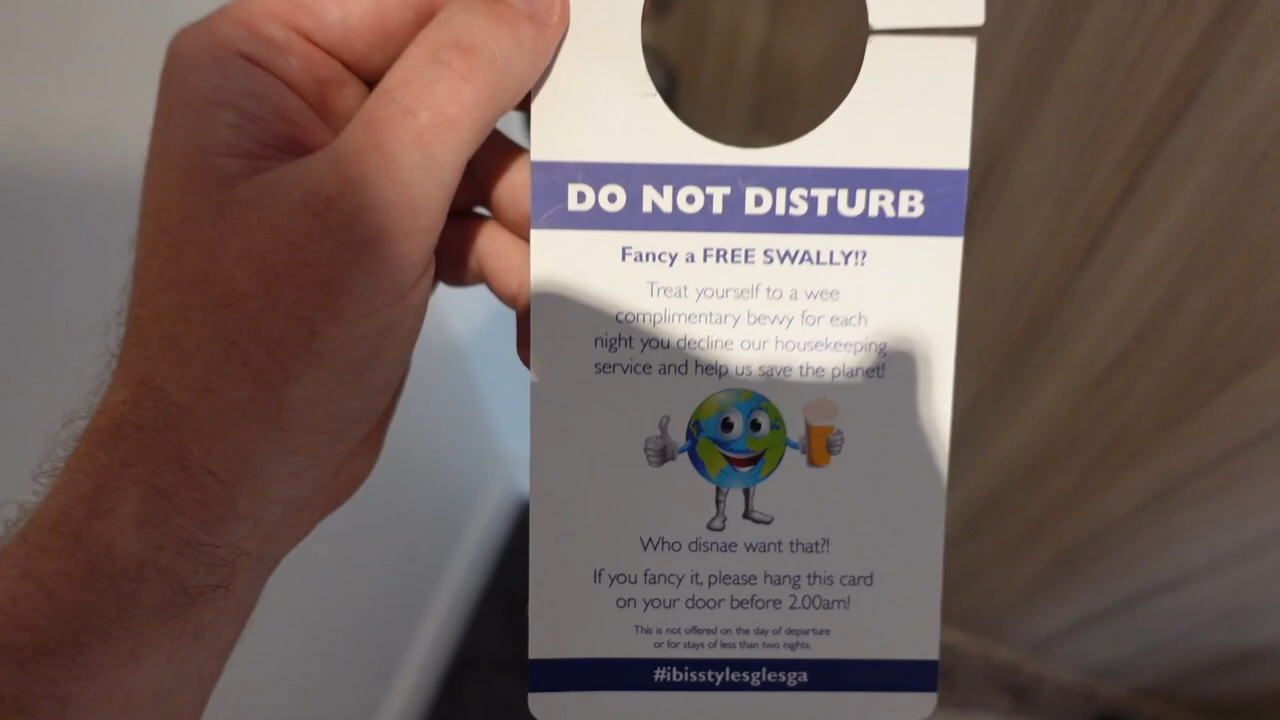 DO NOT DISTURB
Fancy a FREE SWALLY!?
Treat yourself to a wee
complimentary bevvy for each
night you decline our housekeeping
service and help us save the planet!
Who disnae want that?!
If you fancy it, please hang this card
on your door before 2.00am!
This is not offered on the day of departure
or for stays of less than two nights.
#ibisstylesglesga